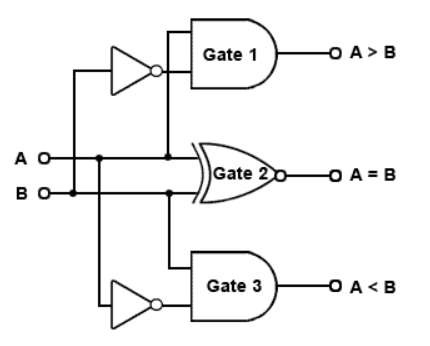 Gate 1
A > B
A
Gate 2
A = B
B
Gate 3
A < B